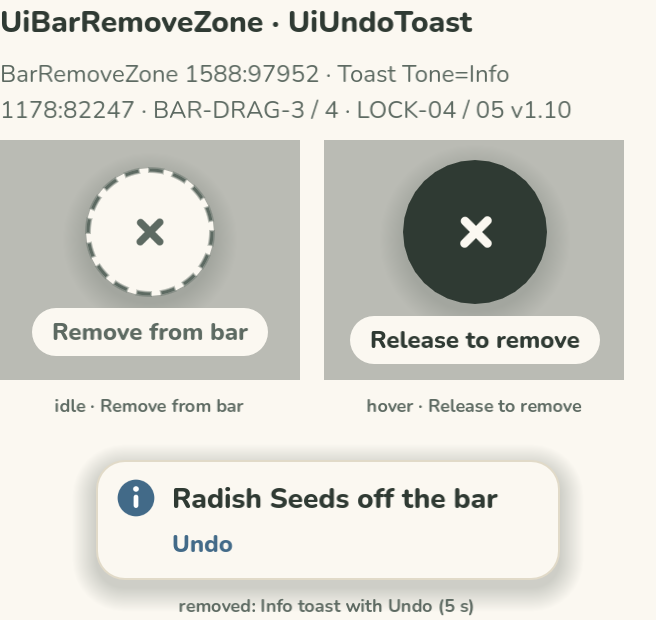 UiBarRemoveZone · UiUndoToast
BarRemoveZone 1588:97952 · Toast Tone=Info
1178:82247 · BAR-DRAG-3 / 4 · LOCK-04 / 05 v1.10
Remove from bar
Release to remove
idle · Remove from bar
hover · Release to remove
Radish Seeds off the bar
Undo
removed: Info toast with Undo (5 s)